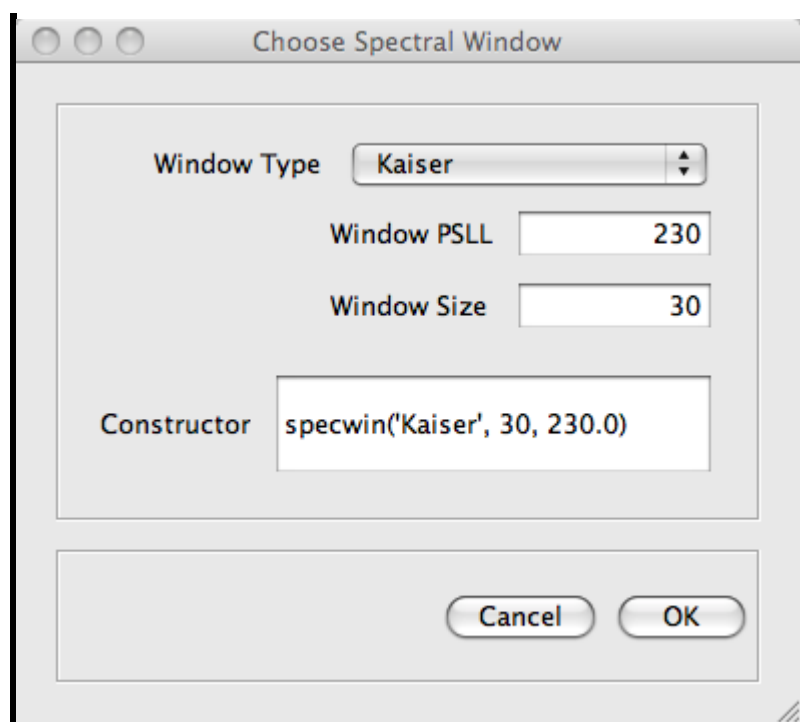 Choose Spectral Window
Window Type Kaiser
Window PSLL 230
Window Size 30
Constructor specwin('Kaiser', 30, 230.0)
Cancel OK